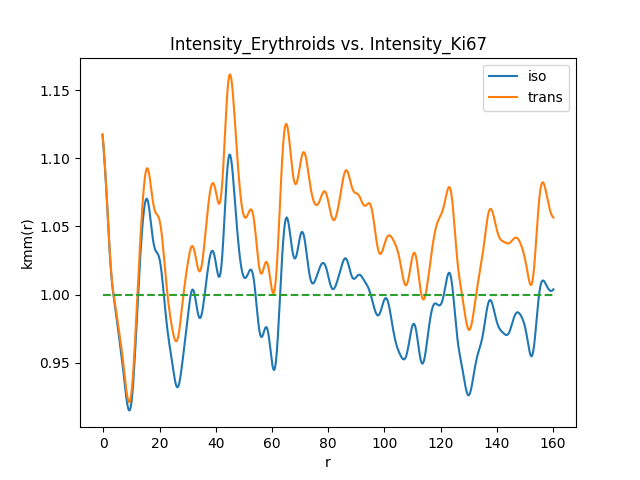 Intensity_Erythroids vs. Intensity_Ki67
iso
trans
1.15
1.10
1.05
1.00
0.95
kmm(r)
0 20 40 60 80 100 120 140 160
r